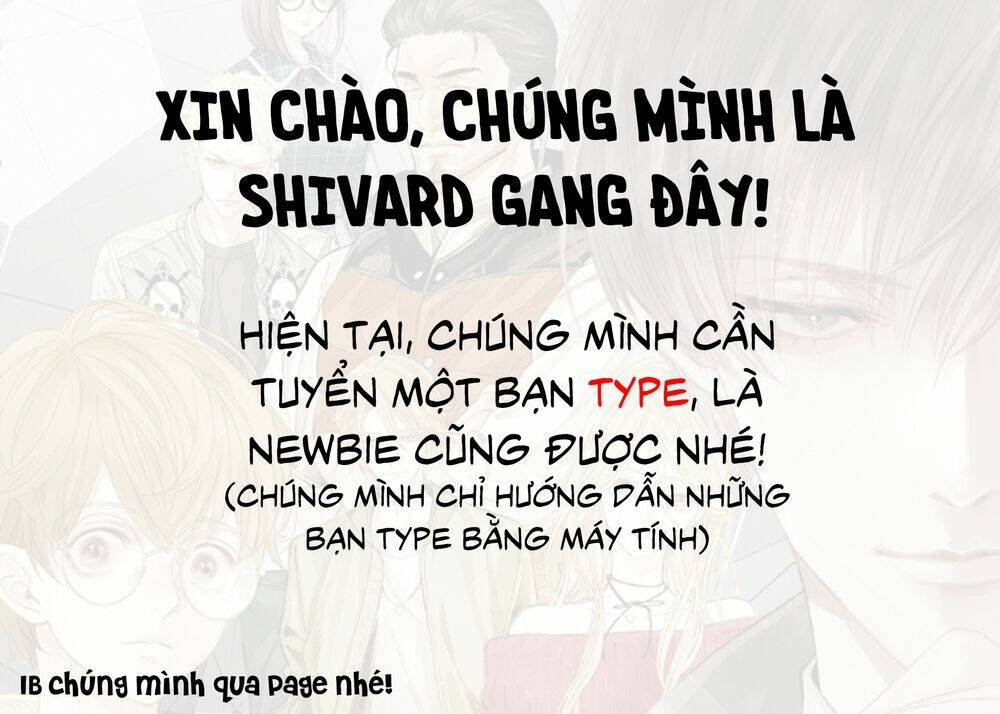 XIN CHÀO, CHÚNG MÌNH LÀ
SHIVARD GANG ĐÂY!
HIỆN TẠI, CHÚNG MÌNH CẦN
TUYỂN MỘT BẠN TYPE, LÀ
NEWBIE CŨNG ĐƯỢC NHÉ!
(CHÚNG MÌNH CHỈ HƯỚNG DẪN NHỮNG
BẠN TYPE BẰNG MÁY TÍNH)
IB chúng mình qua page nhé!